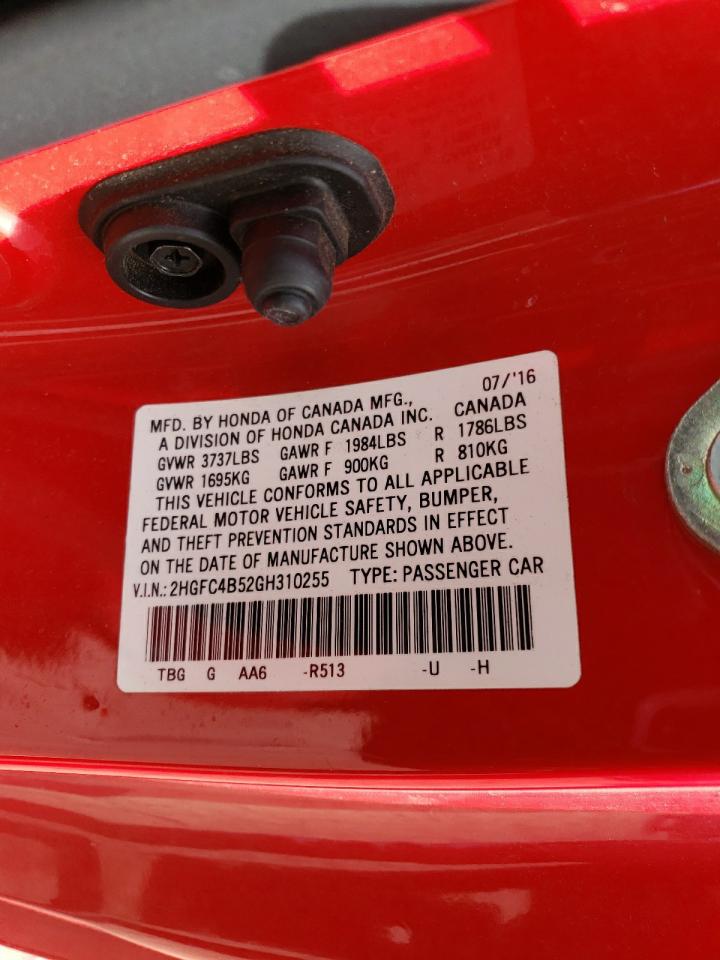 07/'16
MFD. BY HONDA OF CANADA MFG.,
A DIVISION OF HONDA CANADA INC. CANADA
GVWR 3737LBS GAWR F 1984LBS R 1786LBS
GVWR 1695KG GAWR F 900KG R 810KG
THIS VEHICLE CONFORMS TO ALL APPLICABLE
FEDERAL MOTOR VEHICLE SAFETY, BUMPER,
AND THEFT PREVENTION STANDARDS IN EFFECT
ON THE DATE OF MANUFACTURE SHOWN ABOVE.
V.I.N.: 2HGFC4B52GH310255 TYPE: PASSENGER CAR
TBG G AA6 -R513 -U -H